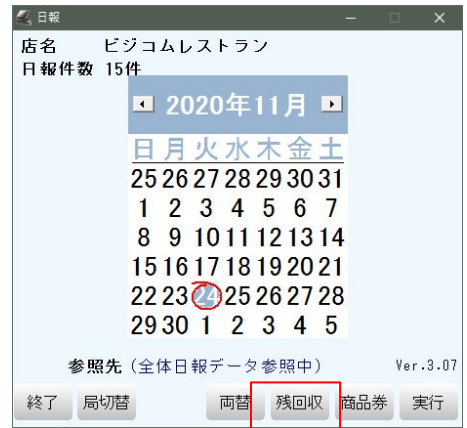 日報
店名 ビジコムレストラン
日報件数 15件
2020年11月
日 月 火 水 木 金 土
25 26 27 28 29 30 31
1 2 3 4 5 6 7
8 9 10 11 12 13 14
15 16 17 18 19 20 21
22 23 24 25 26 27 28
29 30 1 2 3 4 5
参照先 (全体日報データ参照中) Ver.3.07
終了 局切替 両替 残回収 商品券 実行